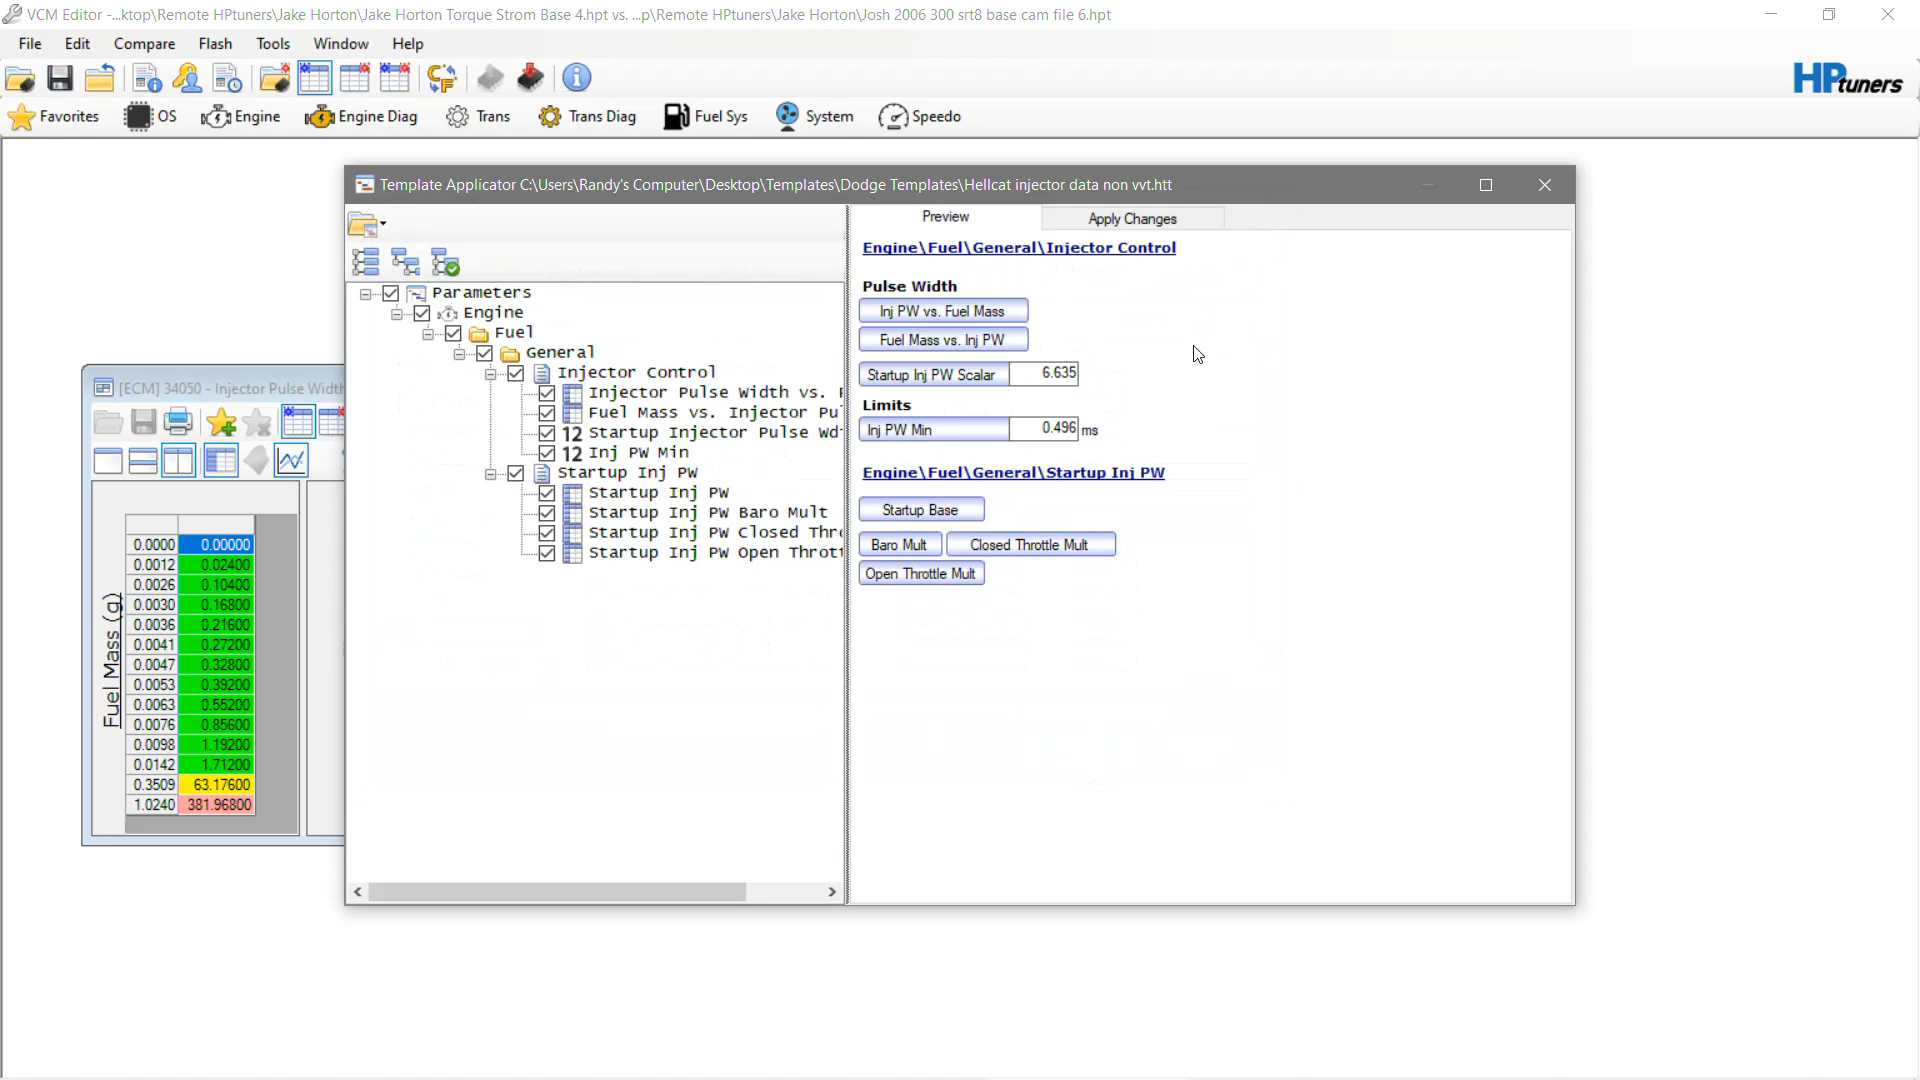 VCM Editor -...ktop\Remote HPtuners\Jake Horton\Jake Horton Torque Strom Base 4.hpt vs. ...p\Remote HPtuners\Jake Horton\Josh 2006 300 srt8 base cam file 6.hpt
File Edit Compare Flash Tools Window Help
HPtuners
Favorites OS Engine Engine Diag Trans Trans Diag Fuel Sys System Speedo
Template Applicator C:\Users\Randy's Computer\Desktop\Templates\Dodge Templates\Hellcat injector data non vvt.htt
Preview Apply Changes
Parameters
Engine
Fuel
General
Injector Control
Injector Pulse Width vs.
Fuel Mass vs. Injector Pu
12 Startup Injector Pulse Wd
12 Inj PW Min
Startup Inj PW
Startup Inj PW
Startup Inj PW Baro Mult
Startup Inj PW Closed Thr
Startup Inj PW Open Thrott
Engine\Fuel\General\Injector Control
Pulse Width
Inj PW vs. Fuel Mass
Fuel Mass vs. Inj PW
Startup Inj PW Scalar 6.635
Limits
Inj PW Min 0.496 ms
Engine\Fuel\General\Startup Inj PW
Startup Base
Baro Mult Closed Throttle Mult
Open Throttle Mult
[ECM] 34050 - Injector Pulse Width
Fuel Mass (g)
0.0000 0.00000
0.0012 0.02400
0.0026 0.10400
0.0030 0.16800
0.0036 0.21600
0.0041 0.27200
0.0047 0.32800
0.0053 0.39200
0.0063 0.55200
0.0076 0.85600
0.0098 1.19200
0.0142 1.71200
0.3509 63.17600
1.0240 381.96800